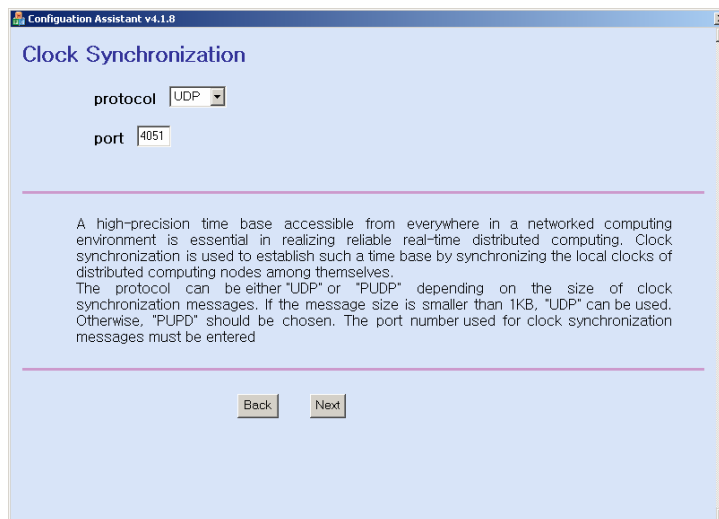 Configuation Assistant v4.1.8
Clock Synchronization
protocol UDP
port 4051
A high-precision time base accessible from everywhere in a networked computing
environment is essential in realizing reliable real-time distributed computing. Clock
synchronization is used to establish such a time base by synchronizing the local clocks of
distributed computing nodes among themselves.
The protocol can be either "UDP" or "PUDP" depending on the size of clock
synchronization messages. If the message size is smaller than 1KB, "UDP" can be used.
Otherwise, "PUPD" should be chosen. The port number used for clock synchronization
messages must be entered
Back Next